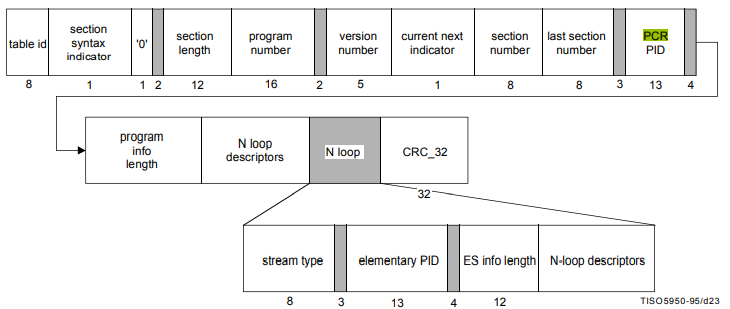 table id
section
syntax
indicator
'0'
section
length
program
number
version
number
current next
indicator
section
number
last section
number
PCR
PID
8 1 1 2 12 16 2 5 1 8 8 3 13 4
program
info
length
N loop
descriptors
N loop
CRC_32
32
stream type
elementary PID
ES info length
N-loop descriptors
8 3 13 4 12
TISO5950-95/d23